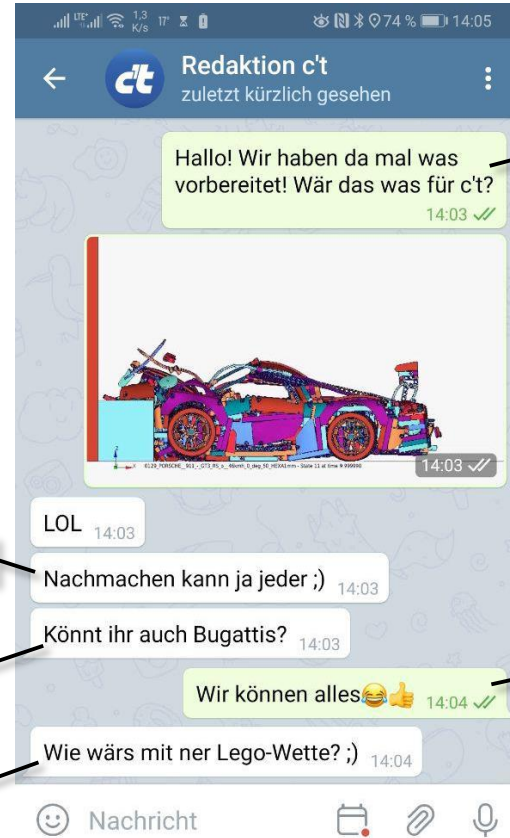 LTE 1,3 K/s 17° 74 % 14:05
c't
Redaktion c't
zuletzt kürzlich gesehen
Hallo! Wir haben da mal was
vorbereitet! Wär das was für c't?
14:03
14:03
LOL 14:03
Nachmachen kann ja jeder ;) 14:03
Könnt ihr auch Bugattis? 14:03
Wir können alles😂👍 14:04
Wie wärs mit ner Lego-Wette? ;) 14:04
Nachricht